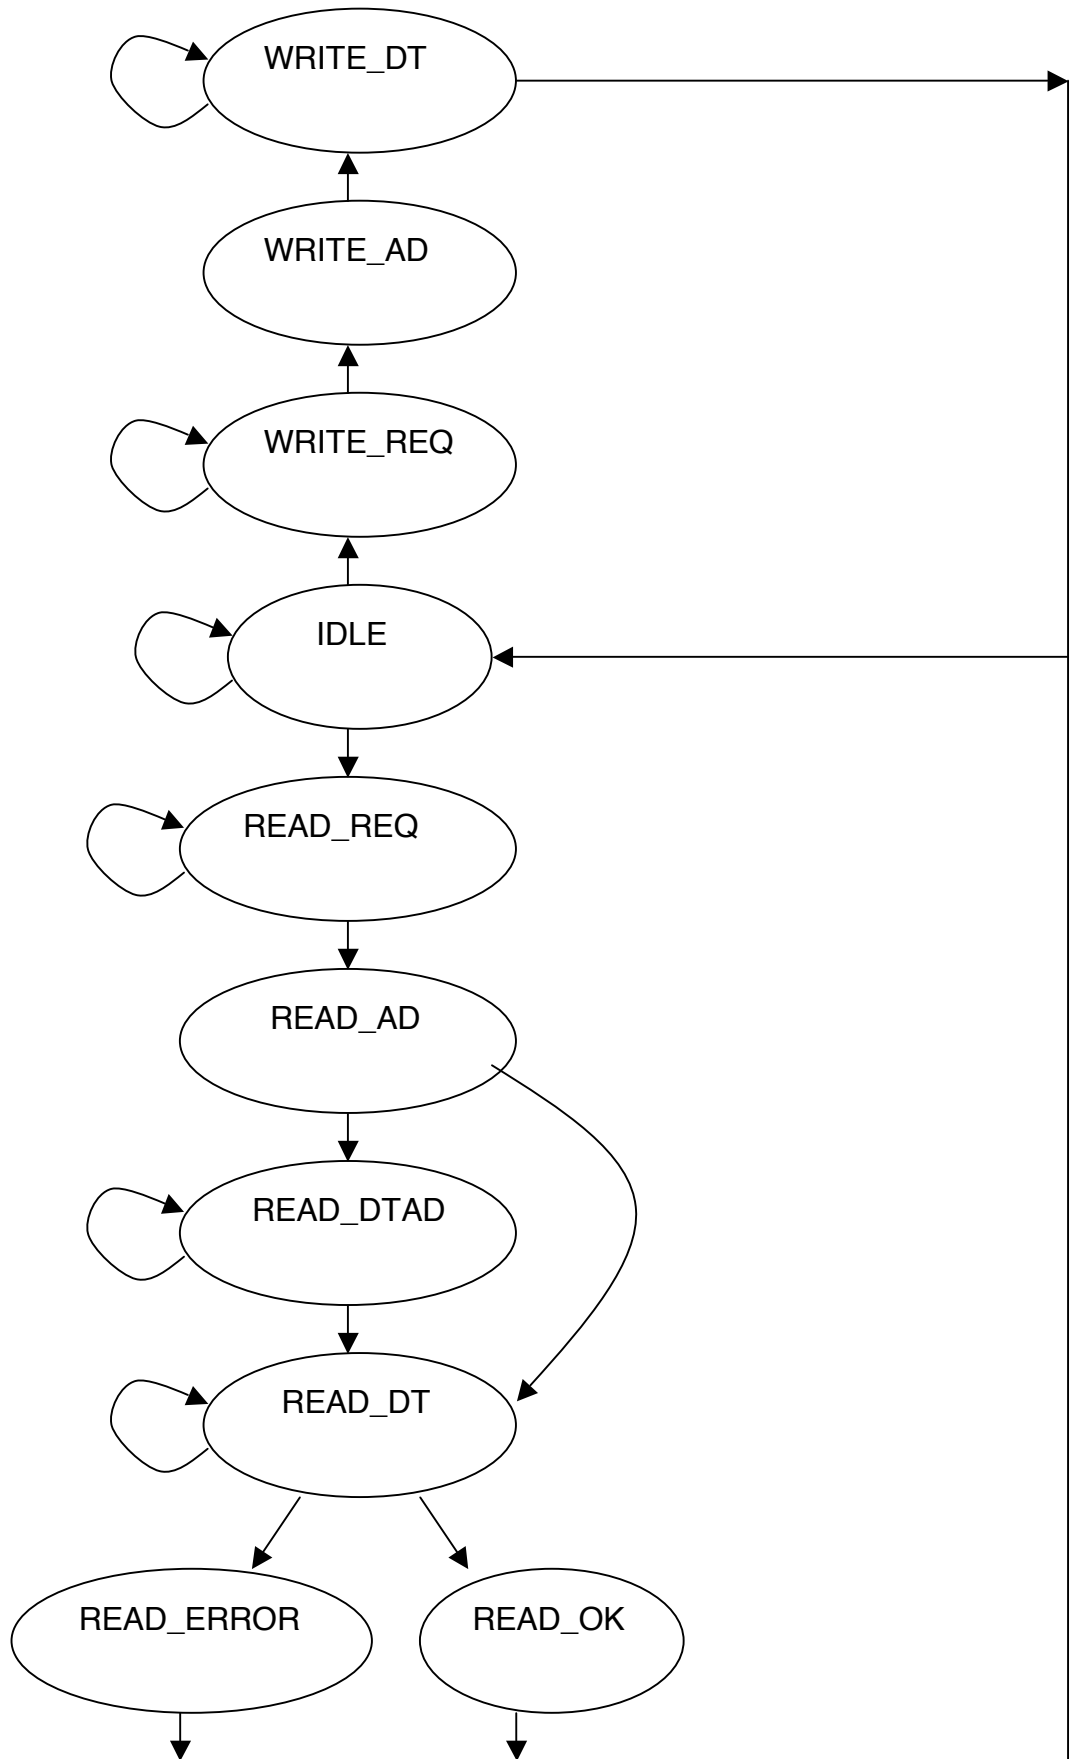 WRITE_DT
WRITE_AD
WRITE_REQ
IDLE
READ_REQ
READ_AD
READ_DTAD
READ_DT
READ_ERROR
READ_OK